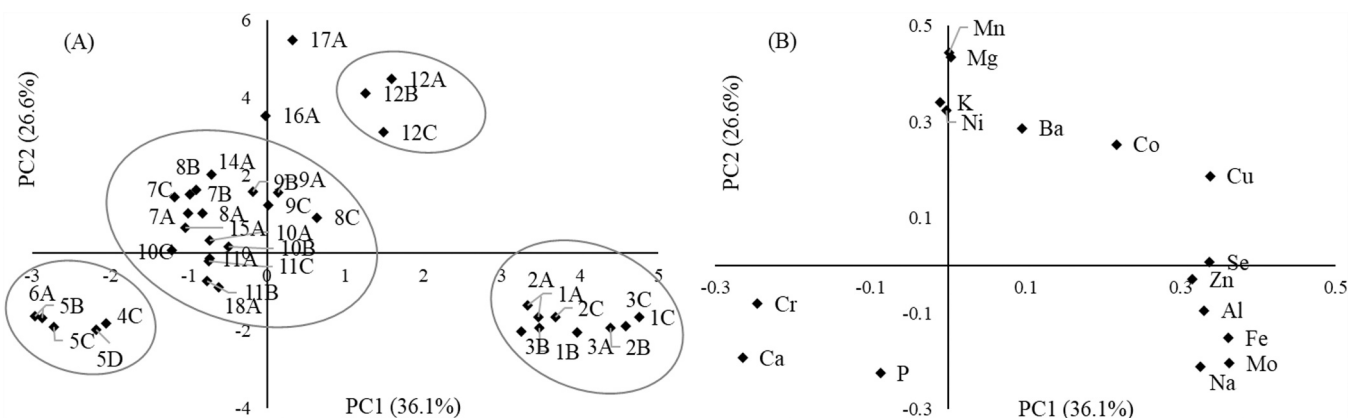 (A)
PC2 (26.6%)
6
4
2
0
-2
-4
-3
-2
-1
0
1
2
3
4
5
PC1 (36.1%)
17A
12A
12B
12C
16A
14A
8B
7C
7B
9B
9A
9C
8C
7A
8A
15A
10A
10B
10C
11A
11C
11B
18A
6A
5B
4C
5C
5D
2A
1A
2C
3C
1C
3B
1B
3A
2B
(B)
PC2 (26.6%)
0.5
0.3
0.1
-0.1
-0.3
-0.3
-0.1
0.1
0.3
0.5
PC1 (36.1%)
Mn
Mg
K
Ni
Ba
Co
Cu
Se
Zn
Al
Fe
Mo
Na
Cr
Ca
P